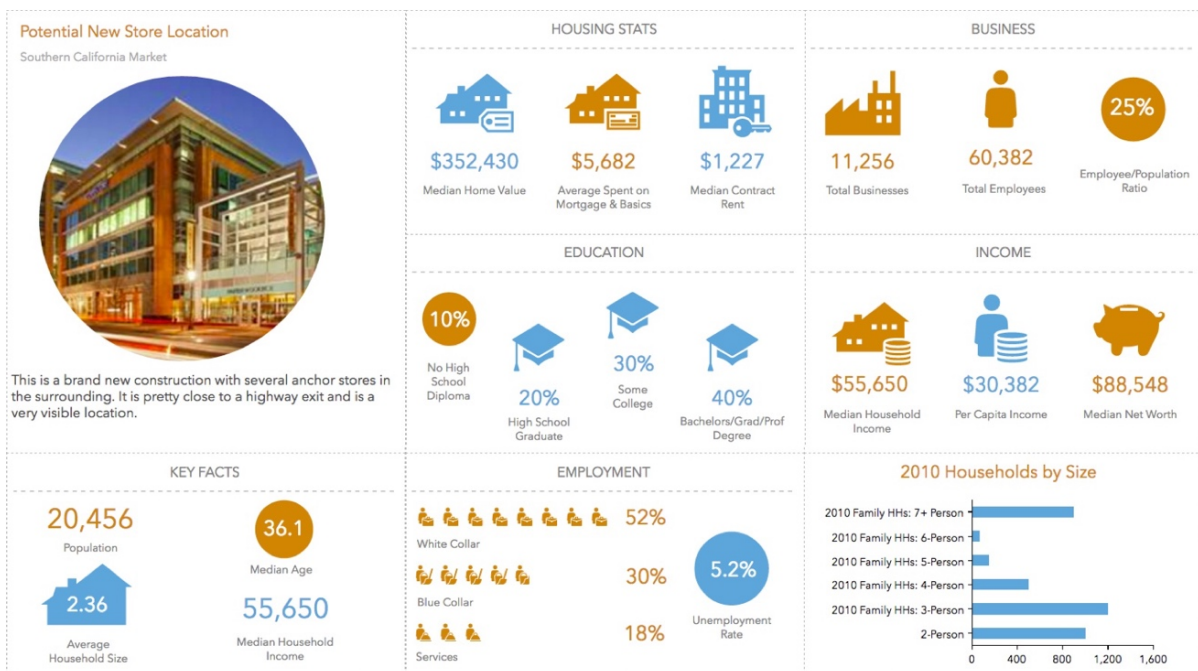 Potential New Store Location
Southern California Market
This is a brand new construction with several anchor stores in
the surrounding. It is pretty close to a highway exit and is a
very visible location.
HOUSING STATS
$352,430
Median Home Value
$5,682
Average Spent on
Mortgage & Basics
$1,227
Median Contract
Rent
BUSINESS
11,256
Total Businesses
60,382
Total Employees
25%
Employee/Population
Ratio
EDUCATION
10%
No High
School
Diploma
20%
High School
Graduate
30%
Some
College
40%
Bachelors/Grad/Prof
Degree
INCOME
$55,650
Median Household
Income
$30,382
Per Capita Income
$88,548
Median Net Worth
KEY FACTS
20,456
Population
36.1
Median Age
2.36
Average
Household Size
55,650
Median Household
Income
EMPLOYMENT
52%
White Collar
30%
Blue Collar
18%
Services
5.2%
Unemployment
Rate
2010 Households by Size
2010 Family HHs: 7+ Person
2010 Family HHs: 6-Person
2010 Family HHs: 5-Person
2010 Family HHs: 4-Person
2010 Family HHs: 3-Person
2-Person
0 400 800 1,200 1,600